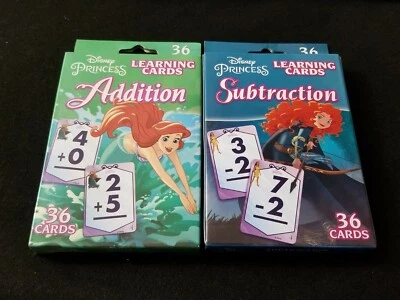 36
Disney
PRINCESS
LEARNING
CARDS
Addition
4
+0
2
+5
36
CARDS
36
Disney
PRINCESS
LEARNING
CARDS
Subtraction
3
-2
7
-2
36
CARDS